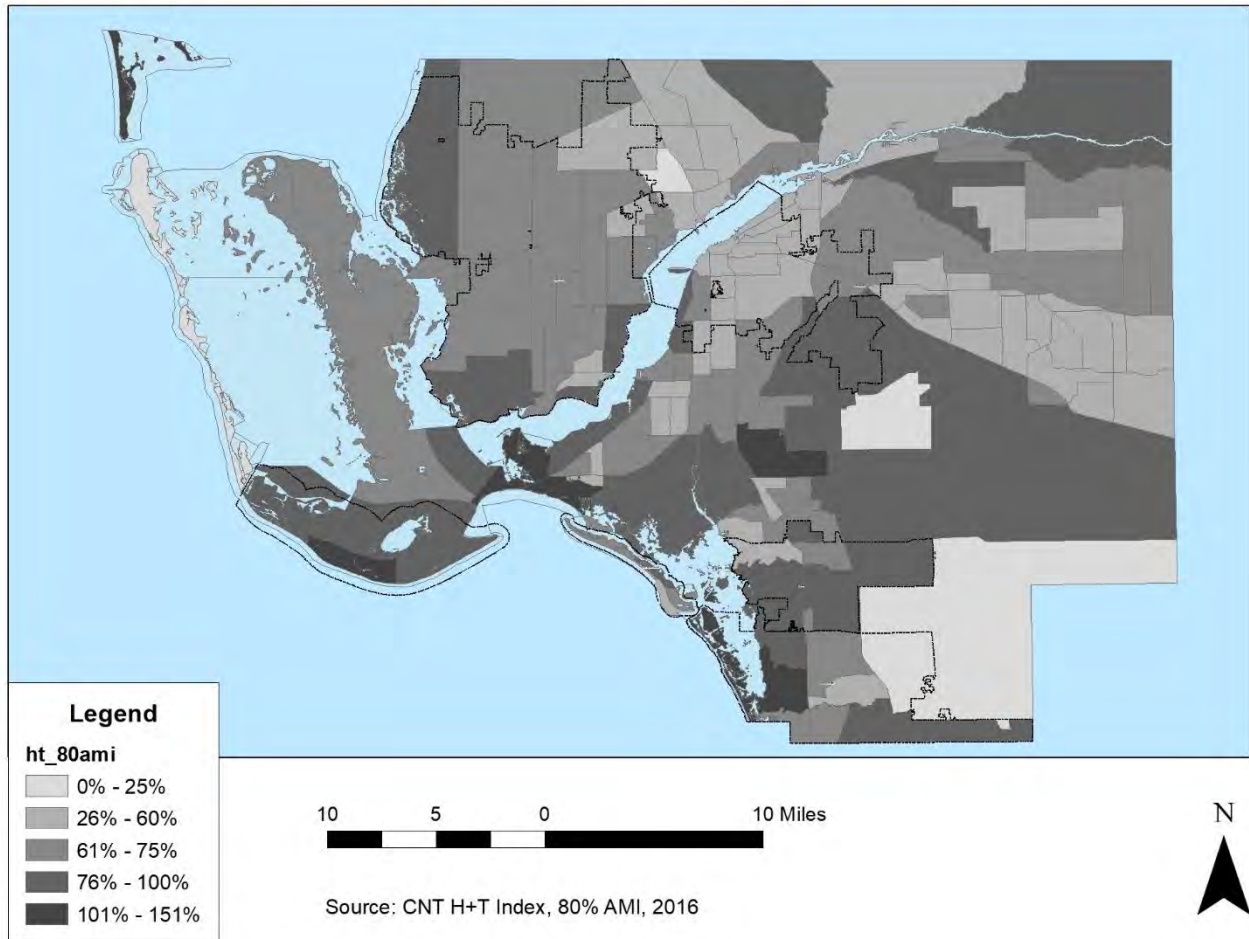 Legend
ht_80ami
0% - 25%
26% - 60%
61% - 75%
76% - 100%
101% - 151%
10 5 0 10 Miles
Source: CNT H+T Index, 80% AMI, 2016
N